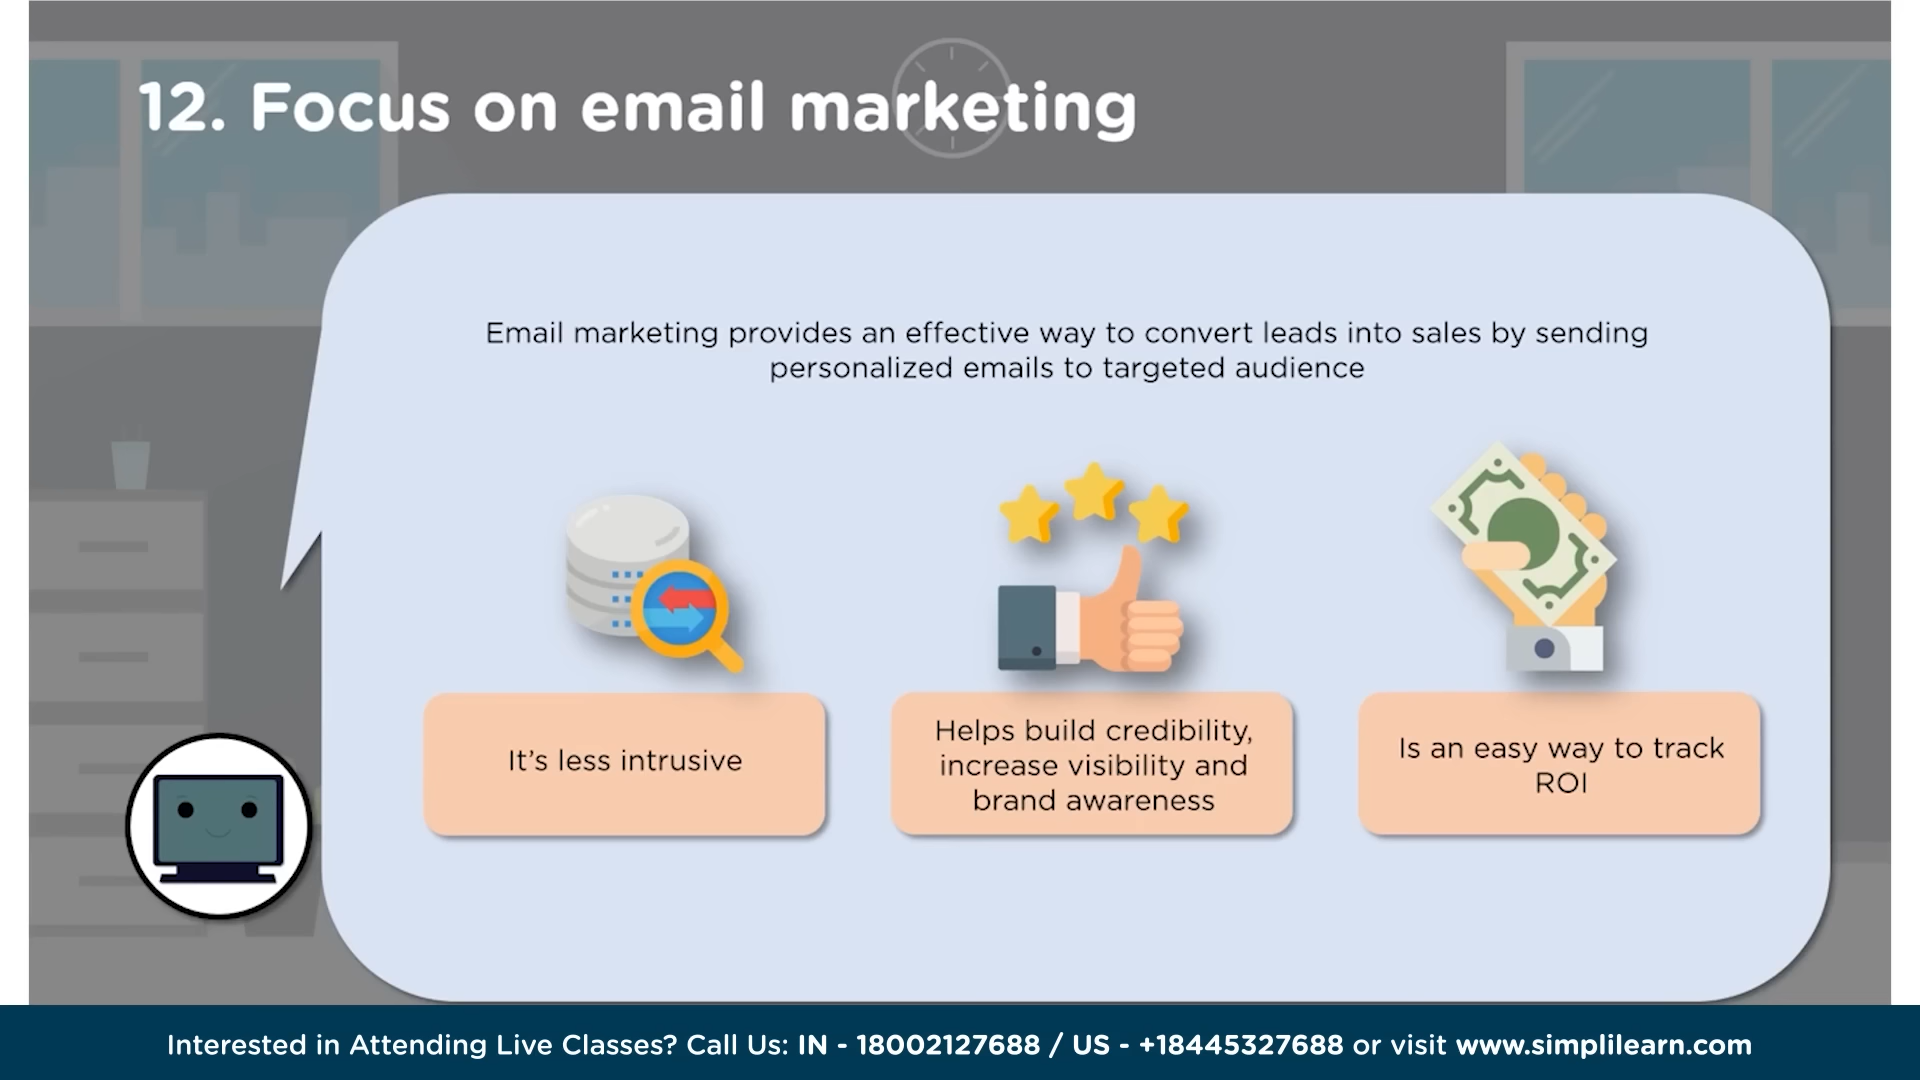 12. Focus on email marketing
Email marketing provides an effective way to convert leads into sales by sending
personalized emails to targeted audience
It’s less intrusive
Helps build credibility,
increase visibility and
brand awareness
Is an easy way to track
ROI
Interested in Attending Live Classes? Call Us: IN - 18002127688 / US - +18445327688 or visit www.simplilearn.com